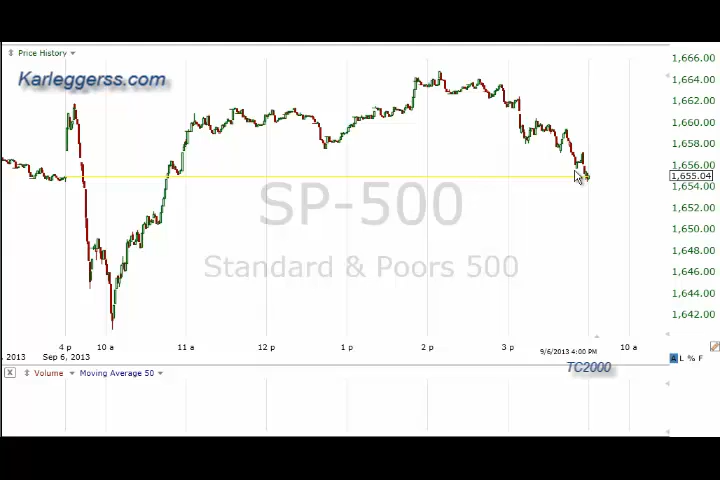 Price History
Karleggerss.com
SP-500
Standard & Poors 500
1,666.00
1,664.00
1,662.00
1,660.00
1,658.00
1,656.00
1,655.04
1,654.00
1,652.00
1,650.00
1,648.00
1,646.00
1,644.00
1,642.00
4 p 10 a 11 a 12 p 1 p 2 p 3 p 10 a
, 2013 Sep 6, 2013 9/6/2013 4:00 PM
A L % F
TC2000
X Volume Moving Average 50